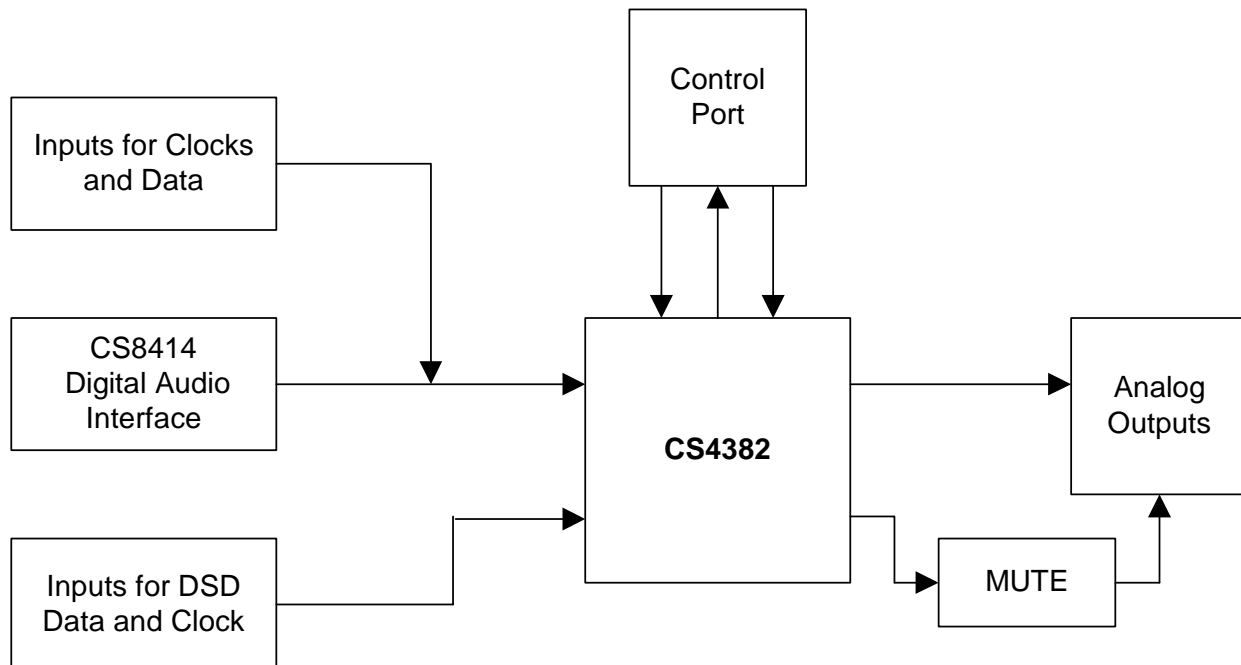 Control
Port
Inputs for Clocks
and Data
CS8414
Digital Audio
Interface
CS4382
Analog
Outputs
Inputs for DSD
Data and Clock
MUTE